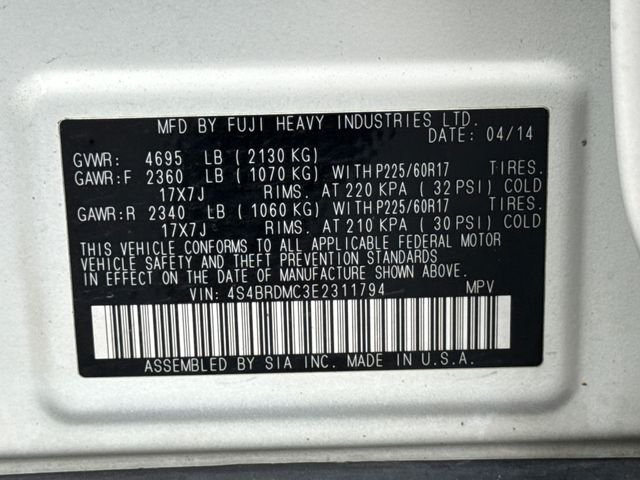 MFD BY FUJI HEAVY INDUSTRIES LTD.
DATE: 04/14
GVWR: 4695 LB ( 2130 KG)
GAWR:F 2360 LB ( 1070 KG) WITH P225/60R17 TIRES.
17X7J RIMS. AT 220 KPA ( 32 PSI) COLD
GAWR:R 2340 LB ( 1060 KG) WITH P225/60R17 TIRES.
17X7J RIMS. AT 210 KPA ( 30 PSI) COLD
THIS VEHICLE CONFORMS TO ALL APPLICABLE FEDERAL MOTOR
VEHICLE SAFETY AND THEFT PREVENTION STANDARDS
IN EFFECT ON THE DATE OF MANUFACTURE SHOWN ABOVE.
VIN: 4S4BRDMC3E2311794 MPV
ASSEMBLED BY SIA INC. MADE IN U.S.A.